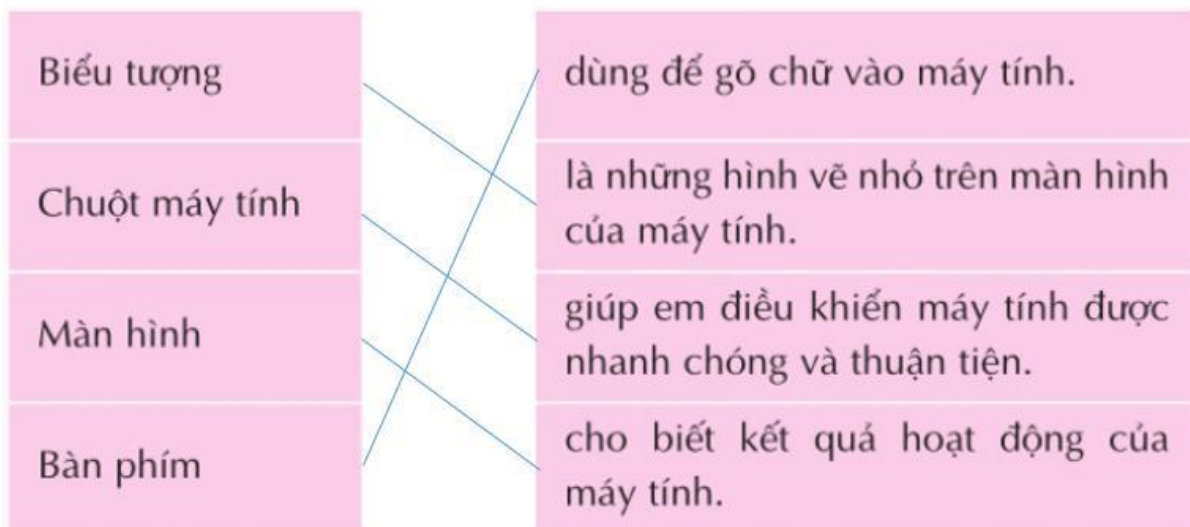 Biểu tượng
dùng để gõ chữ vào máy tính.
Chuột máy tính
là những hình vẽ nhỏ trên màn hình
của máy tính.
Màn hình
giúp em điều khiển máy tính được
nhanh chóng và thuận tiện.
Bàn phím
cho biết kết quả hoạt động của
máy tính.